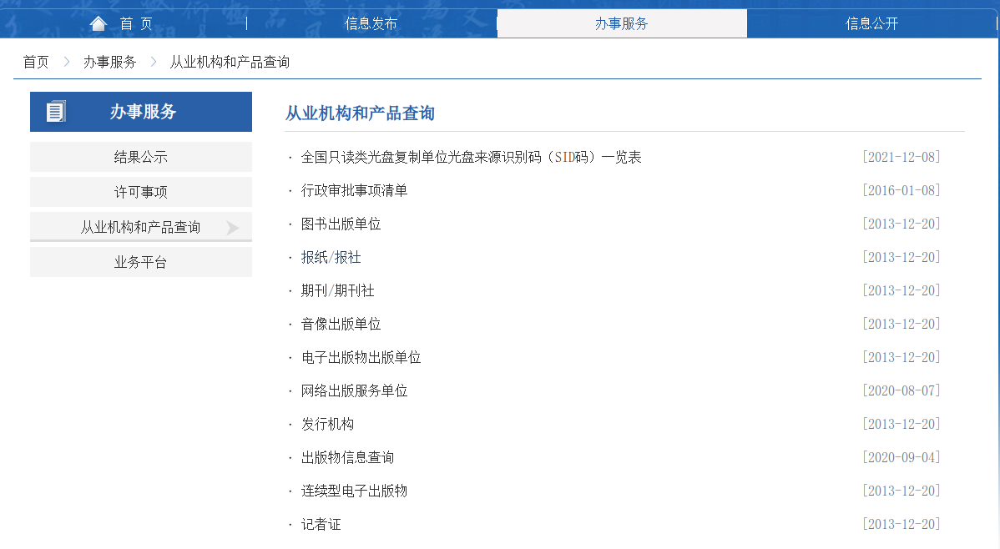 首 页 信息发布 办事服务 信息公开
首页 > 办事服务 > 从业机构和产品查询
办事服务
结果公示
许可事项
从业机构和产品查询
业务平台
从业机构和产品查询
· 全国只读类光盘复制单位光盘来源识别码（SID码）一览表 [2021-12-08]
· 行政审批事项清单 [2016-01-08]
· 图书出版单位 [2013-12-20]
· 报纸/报社 [2013-12-20]
· 期刊/期刊社 [2013-12-20]
· 音像出版单位 [2013-12-20]
· 电子出版物出版单位 [2013-12-20]
· 网络出版服务单位 [2020-08-07]
· 发行机构 [2013-12-20]
· 出版物信息查询 [2020-09-04]
· 连续型电子出版物 [2013-12-20]
· 记者证 [2013-12-20]